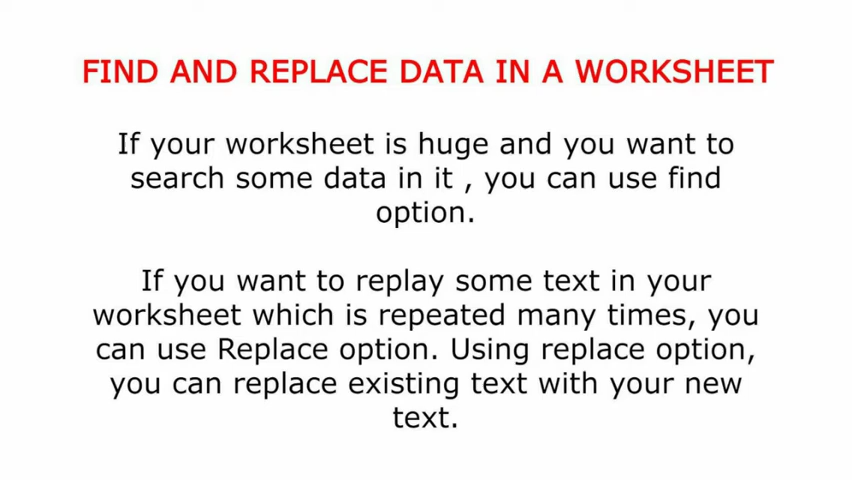 FIND AND REPLACE DATA IN A WORKSHEET
If your worksheet is huge and you want to
search some data in it , you can use find
option.
If you want to replay some text in your
worksheet which is repeated many times, you
can use Replace option. Using replace option,
you can replace existing text with your new
text.